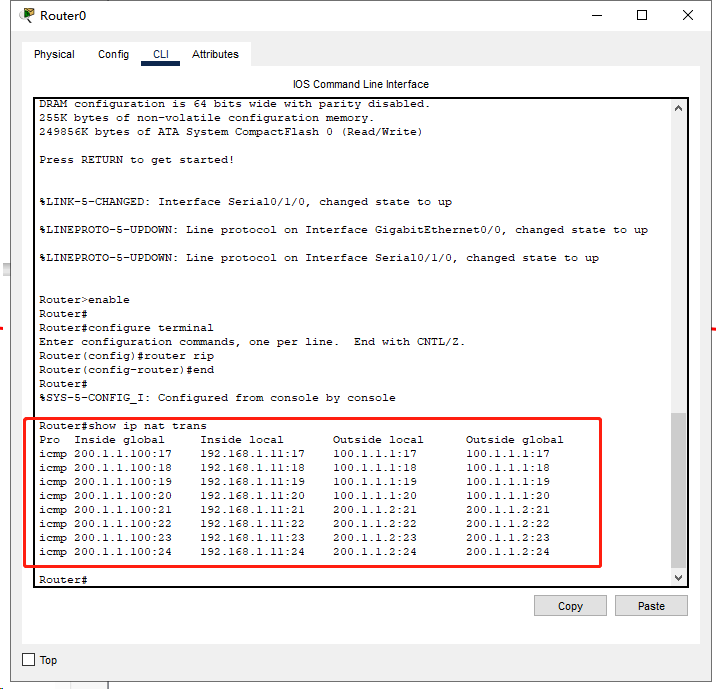 Router0
Physical Config CLI Attributes
IOS Command Line Interface
DRAM configuration is 64 bits wide with parity disabled.
255K bytes of non-volatile configuration memory.
249856K bytes of ATA System CompactFlash 0 (Read/Write)
Press RETURN to get started!
%LINK-5-CHANGED: Interface Serial0/1/0, changed state to up
%LINEPROTO-5-UPDOWN: Line protocol on Interface GigabitEthernet0/0, changed state to up
%LINEPROTO-5-UPDOWN: Line protocol on Interface Serial0/1/0, changed state to up
Router>enable
Router#
Router#configure terminal
Enter configuration commands, one per line.  End with CNTL/Z.
Router(config)#router rip
Router(config-router)#end
Router#
%SYS-5-CONFIG_I: Configured from console by console
Router#show ip nat trans
Pro  Inside global     Inside local       Outside local      Outside global
icmp 200.1.1.100:17    192.168.1.11:17    100.1.1.1:17       100.1.1.1:17
icmp 200.1.1.100:18    192.168.1.11:18    100.1.1.1:18       100.1.1.1:18
icmp 200.1.1.100:19    192.168.1.11:19    100.1.1.1:19       100.1.1.1:19
icmp 200.1.1.100:20    192.168.1.11:20    100.1.1.1:20       100.1.1.1:20
icmp 200.1.1.100:21    192.168.1.11:21    200.1.1.2:21       200.1.1.2:21
icmp 200.1.1.100:22    192.168.1.11:22    200.1.1.2:22       200.1.1.2:22
icmp 200.1.1.100:23    192.168.1.11:23    200.1.1.2:23       200.1.1.2:23
icmp 200.1.1.100:24    192.168.1.11:24    200.1.1.2:24       200.1.1.2:24
Router#
Copy Paste
Top